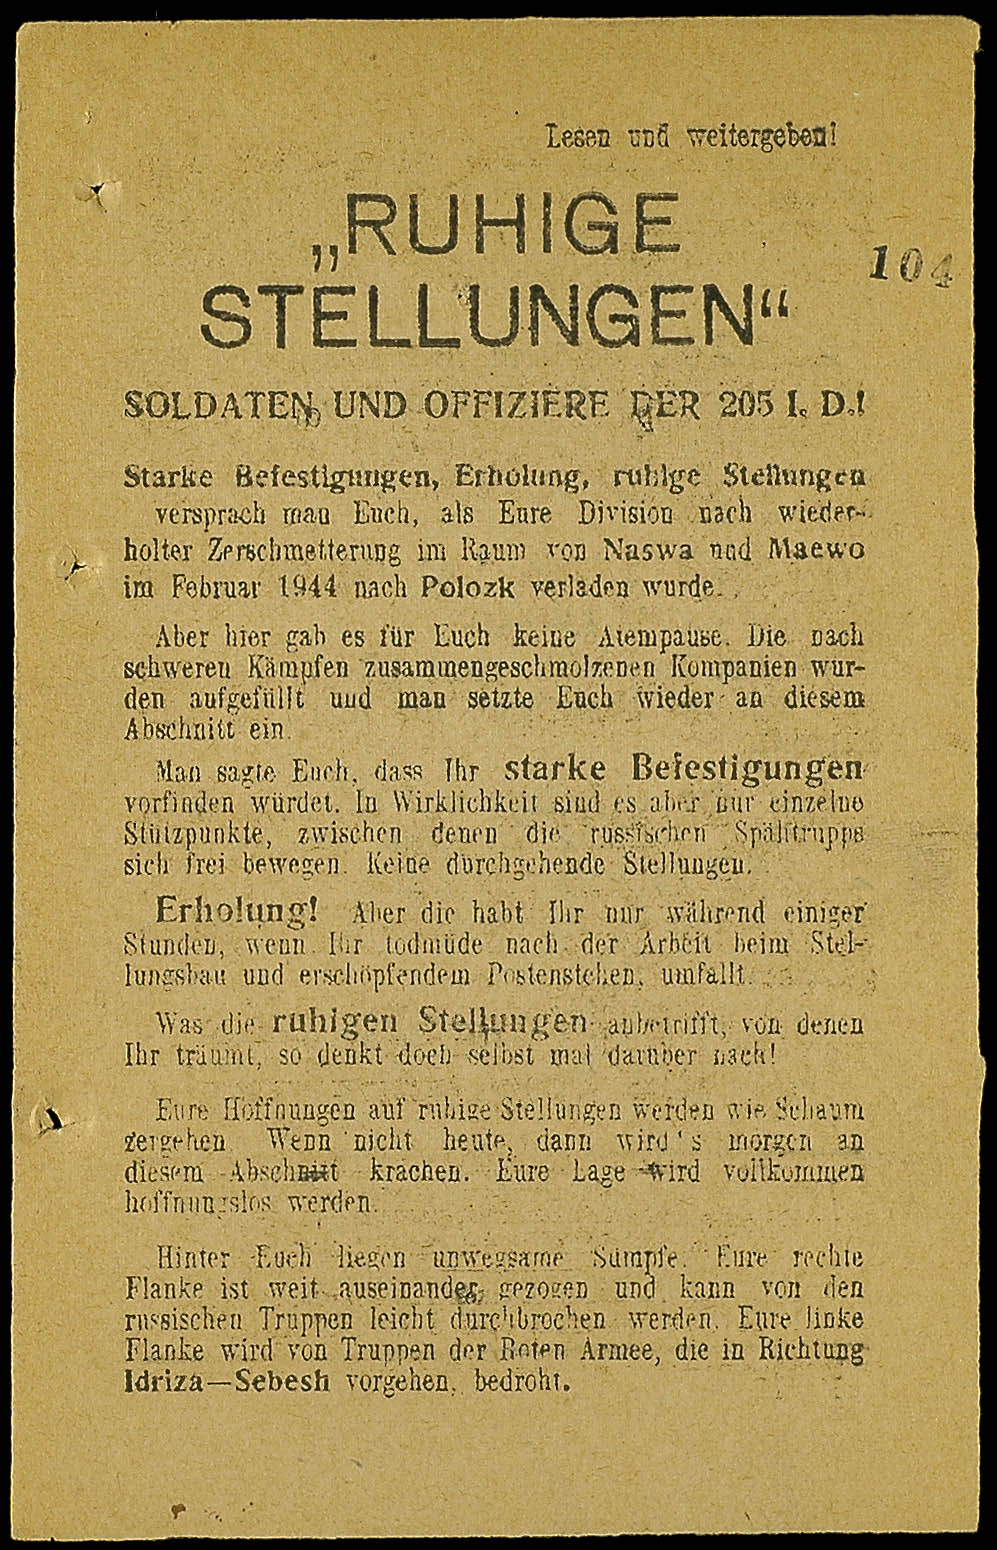 Lesen und weitergeben!
„RUHIGE
104
STELLUNGEN“
SOLDATEN UND OFFIZIERE DER 205 I. D.!
Starke Befestigungen, Erholung, ruhige Stellungen
versprach man Euch, als Eure Division nach wieder-
holter Zerschmetterung im Raum von Naswa und Maewo
im Februar 1944 nach Polozk verladen wurde.
Aber hier gab es für Euch keine Atempause. Die nach
schweren Kämpfen zusammengeschmolzenen Kompanien wur-
den aufgefüllt und man setzte Euch wieder an diesem
Abschnitt ein.
Man sagte Euch, dass Ihr starke Befestigungen
vorfinden würdet. In Wirklichkeit sind es aber nur einzelne
Stützpunkte, zwischen denen die russischen Spähtrupps
sich frei bewegen. Keine durchgehende Stellungen.
Erholung! Aber die habt Ihr nur während einiger
Stunden, wenn Ihr todmüde nach der Arbeit beim Stel-
lungsbau und erschöpfendem Postenstehen, umfallt.
Was die ruhigen Stellungen anbetrifft, von denen
Ihr träumt, so denkt doch selbst mal darüber nach!
Eure Hoffnungen auf ruhige Stellungen werden wie Schaum
zergehen. Wenn nicht heute, dann wird's morgen an
diesem Abschnitt krachen. Eure Lage wird vollkommen
hoffnungslos werden.
Hinter Euch liegen unwegsame Sümpfe. Eure rechte
Flanke ist weit auseinander gezogen und kann von den
russischen Truppen leicht durchbrochen werden. Eure linke
Flanke wird von Truppen der Roten Armee, die in Richtung
Idriza—Sebesh vorgehen, bedroht.